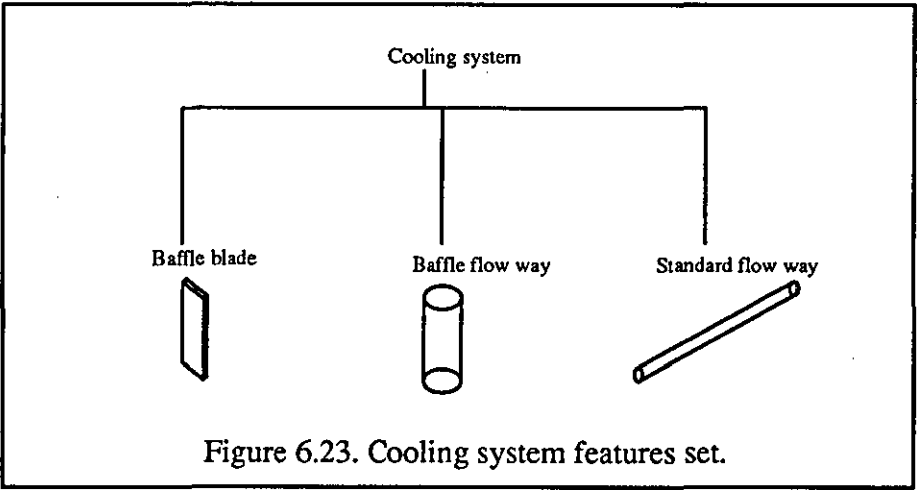 Cooling system
Baffle blade
Baffle flow way
Standard flow way
Figure 6.23. Cooling system features set.